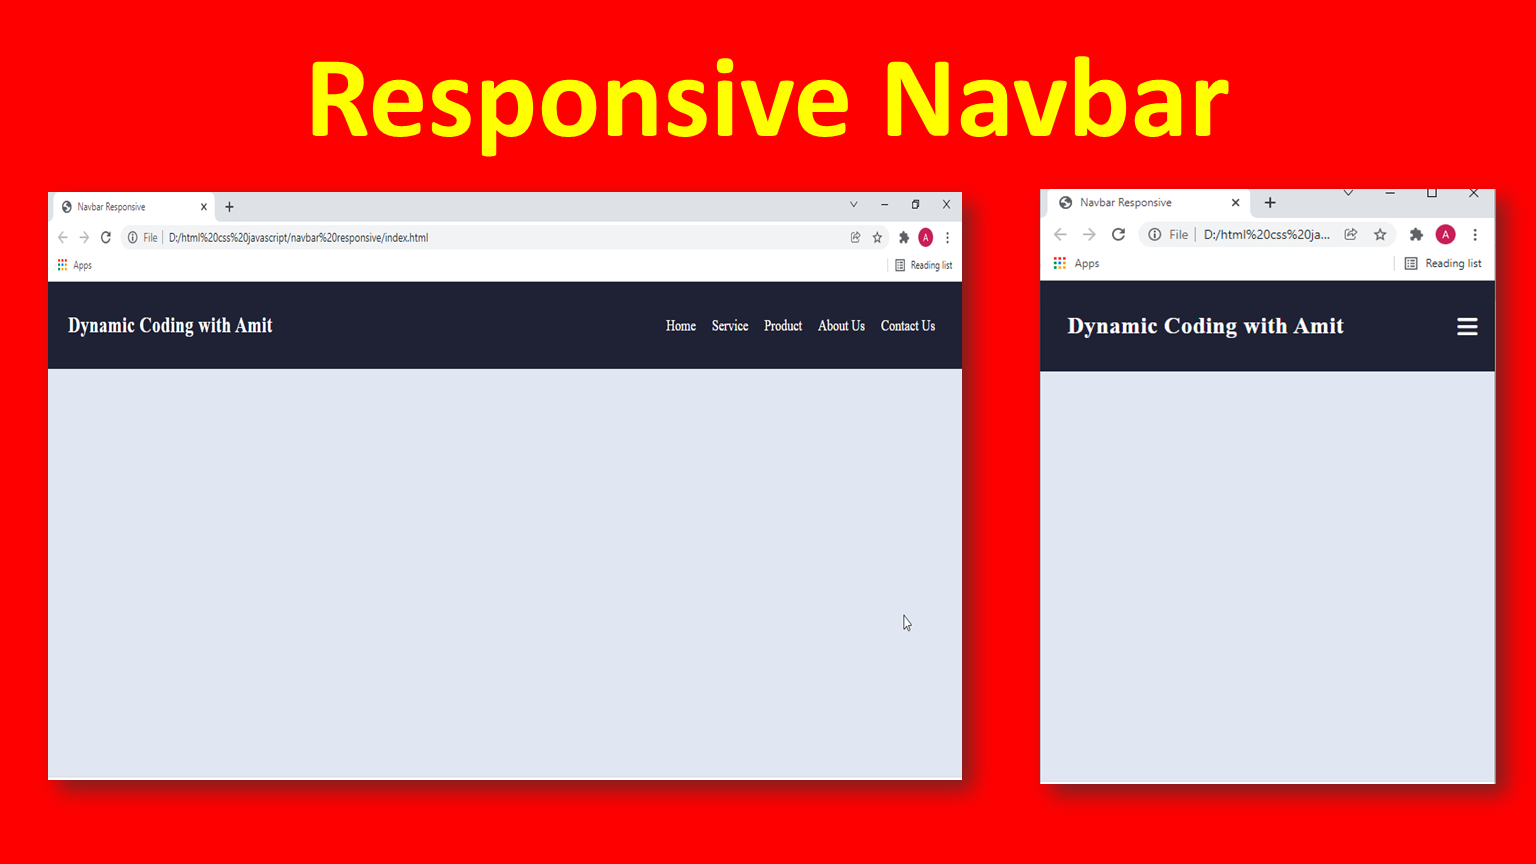 Responsive Navbar
Navbar Responsive
File
D:/html%20css%20javascript/navbar%20responsive/index.html
A
Apps
Reading list
Dynamic Coding with Amit
Home Service Product About Us Contact Us
Navbar Responsive
File
D:/html%20css%20ja...
A
Apps
Reading list
Dynamic Coding with Amit